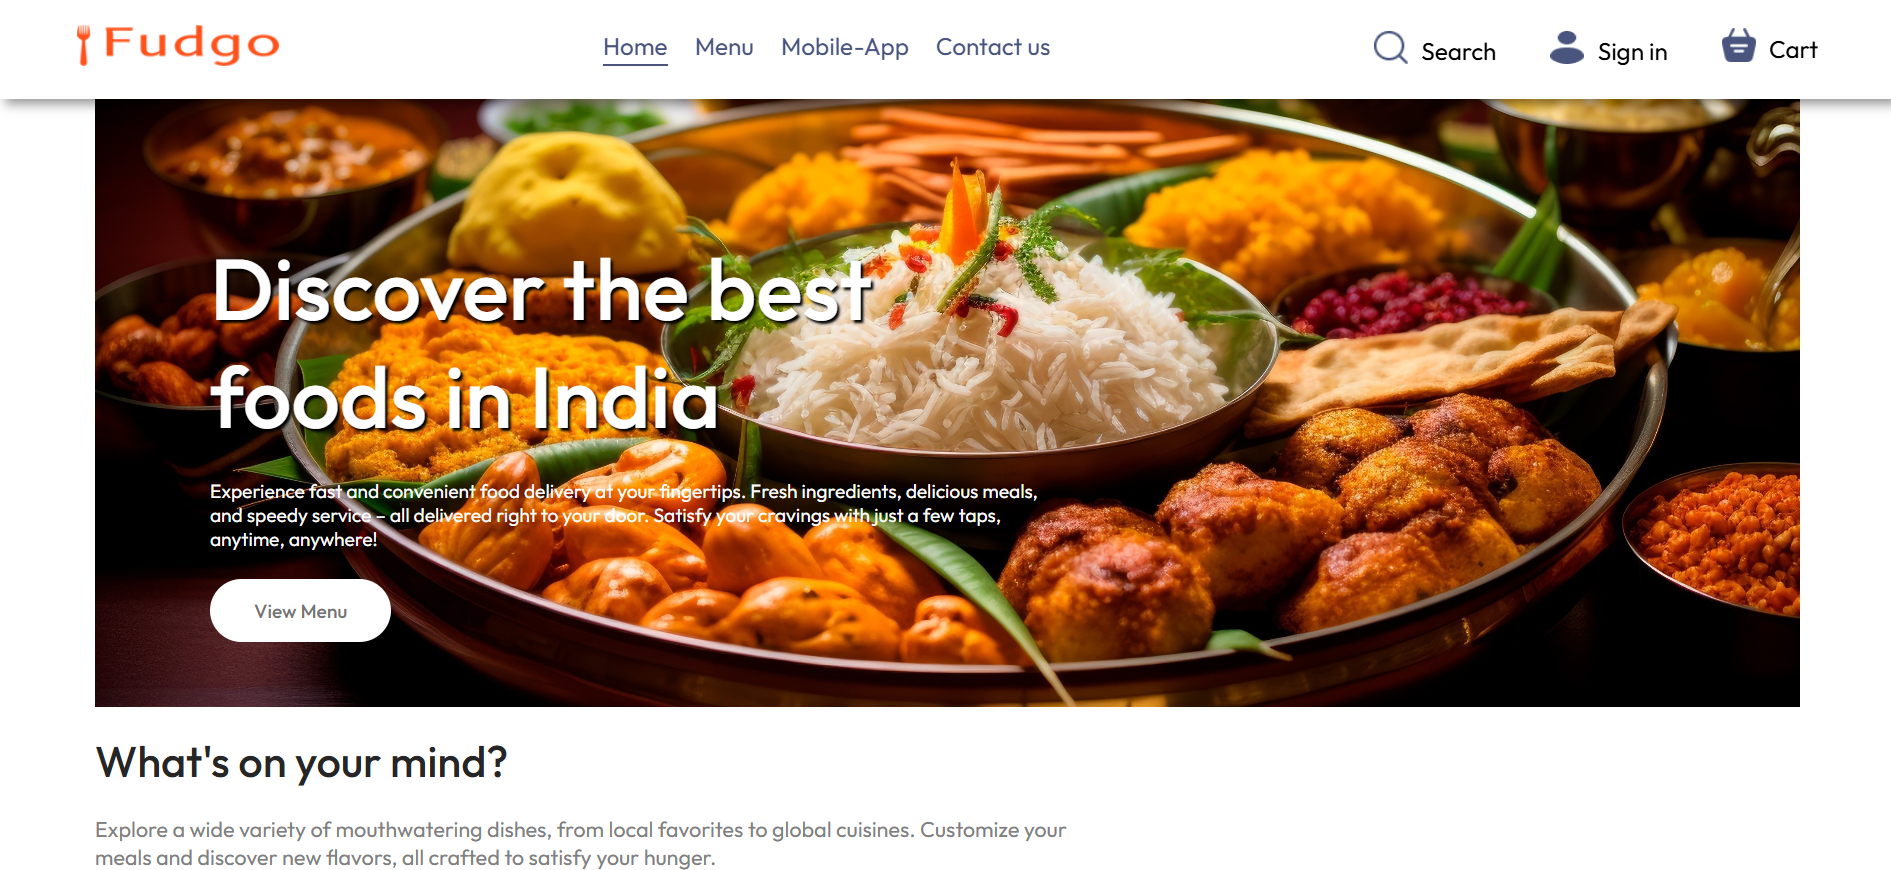 Fudgo
Home Menu Mobile-App Contact us
Search Sign in Cart
Discover the best
foods in India
Experience fast and convenient food delivery at your fingertips. Fresh ingredients, delicious meals,
and speedy service – all delivered right to your door. Satisfy your cravings with just a few taps,
anytime, anywhere!
View Menu
What's on your mind?
Explore a wide variety of mouthwatering dishes, from local favorites to global cuisines. Customize your
meals and discover new flavors, all crafted to satisfy your hunger.